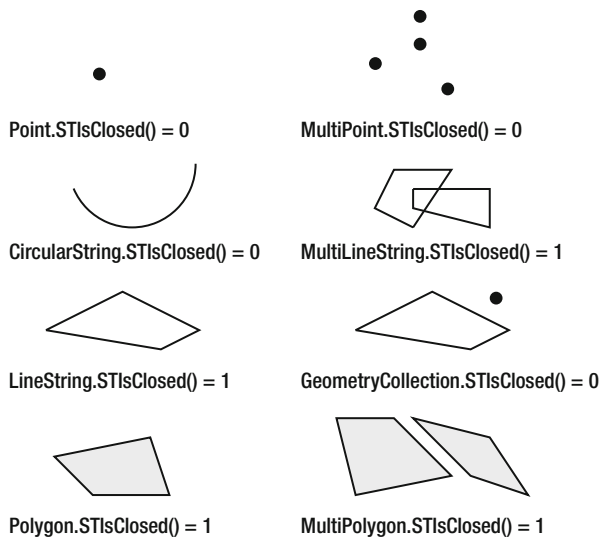 Point.STIsClosed() = 0
MultiPoint.STIsClosed() = 0
CircularString.STIsClosed() = 0
MultiLineString.STIsClosed() = 1
LineString.STIsClosed() = 1
GeometryCollection.STIsClosed() = 0
Polygon.STIsClosed() = 1
MultiPolygon.STIsClosed() = 1